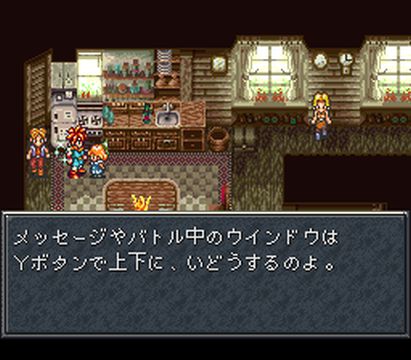 メッセージやバトル中のウインドウは
Yボタンで上下に、いどうするのよ。